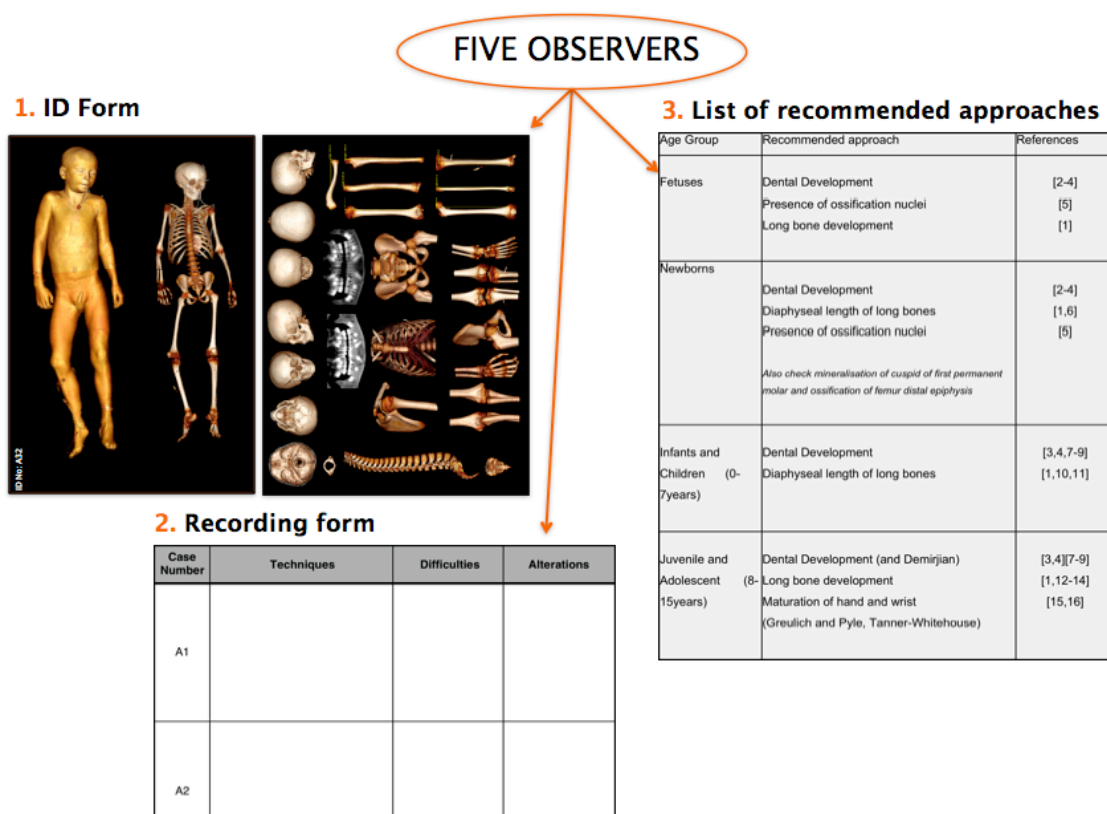 FIVE OBSERVERS
1. ID Form
ID No: A32
2. Recording form
Case Number Techniques Difficulties Alterations
A1
A2
3. List of recommended approaches
Age Group Recommended approach References
Fetuses Dental Development [2-4]
Presence of ossification nuclei [5]
Long bone development [1]
Newborns
Dental Development [2-4]
Diaphyseal length of long bones [1,6]
Presence of ossification nuclei [5]
Also check mineralisation of cuspid of first permanent
molar and ossification of femur distal epiphysis
Infants and Dental Development [3,4,7-9]
Children (0- Diaphyseal length of long bones [1,10,11]
7years)
Juvenile and Dental Development (and Demirjian) [3,4][7-9]
Adolescent (8- Long bone development [1,12-14]
15years) Maturation of hand and wrist [15,16]
(Greulich and Pyle, Tanner-Whitehouse)